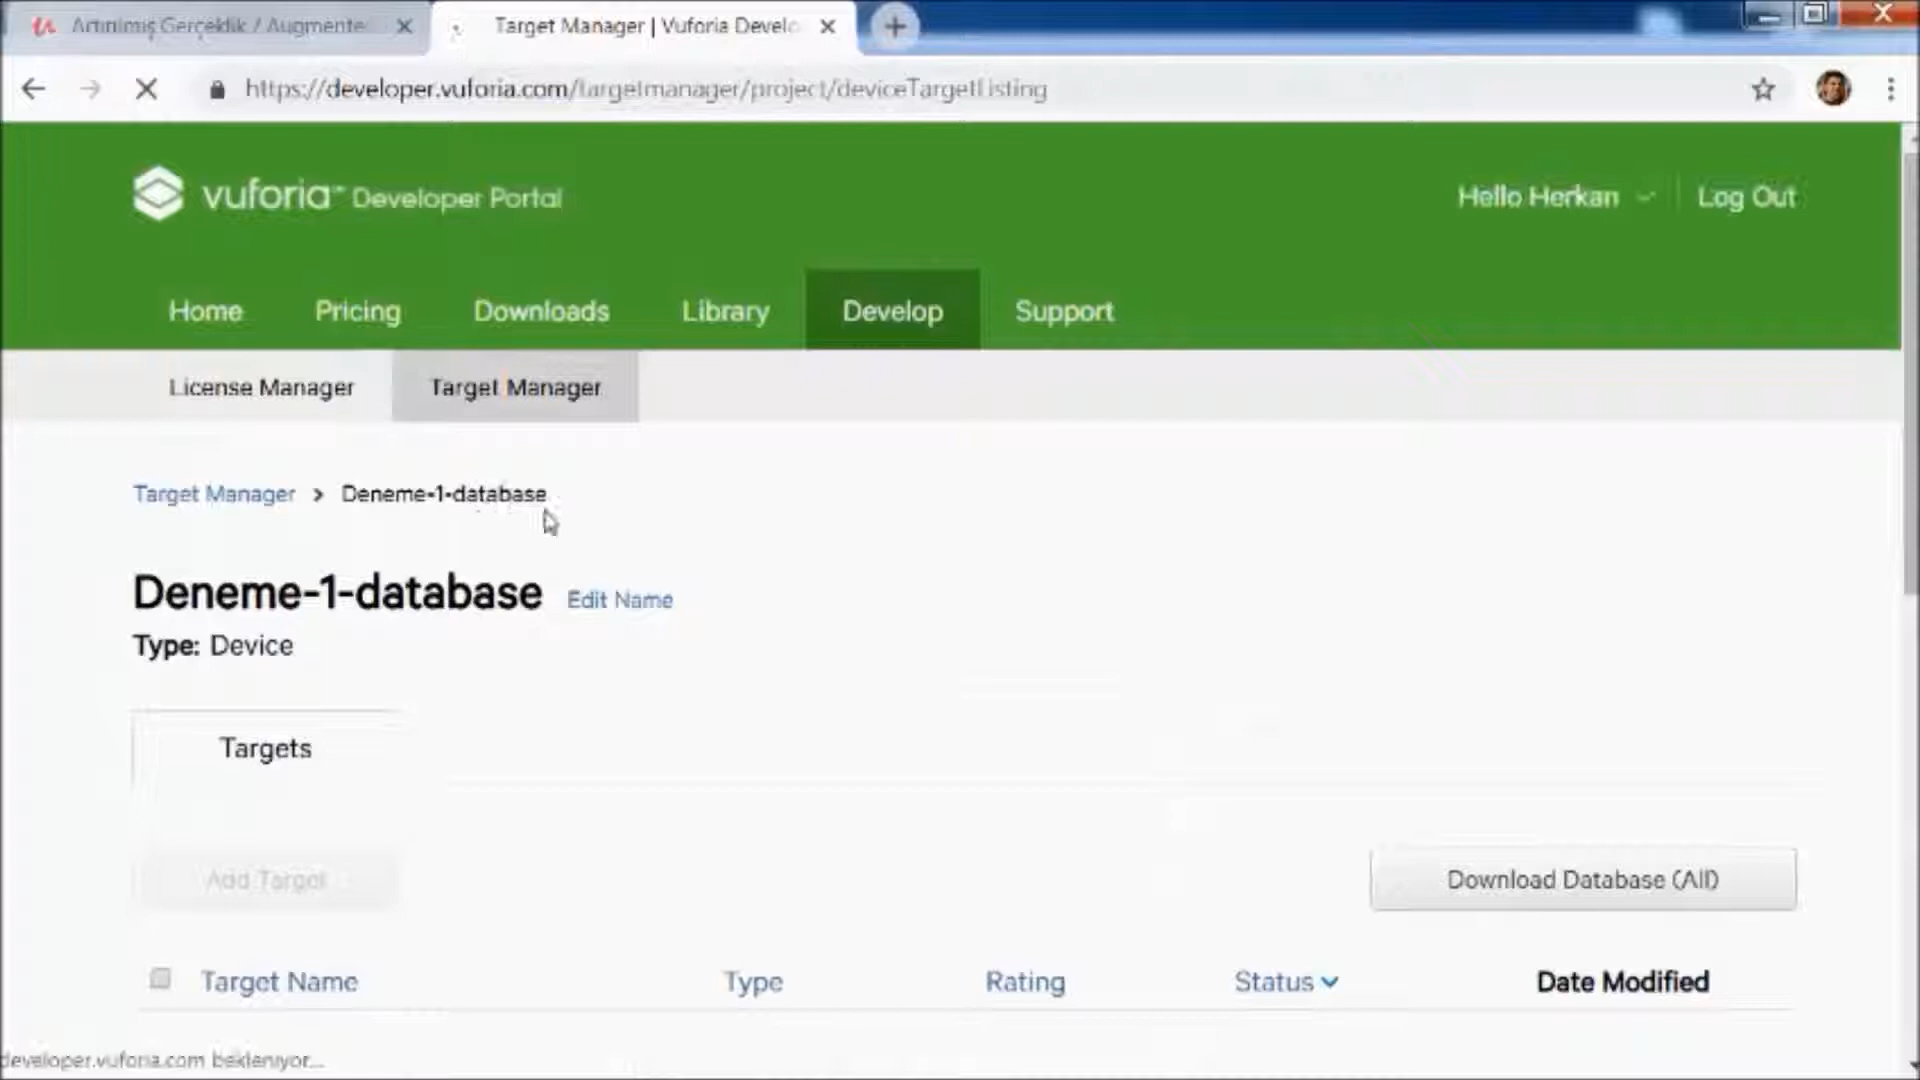 Artırılmış Gerçeklik / Augmente
Target Manager | Vuforia Develo
https://developer.vuforia.com/targetmanager/project/deviceTargetListing
vuforia™ Developer Portal
Hello Herkan
Log Out
Home
Pricing
Downloads
Library
Develop
Support
License Manager
Target Manager
Target Manager > Deneme-1-database
Deneme-1-database Edit Name
Type: Device
Targets
Add Target
Download Database (All)
Target Name
Type
Rating
Status
Date Modified
developer.vuforia.com bekleniyor...